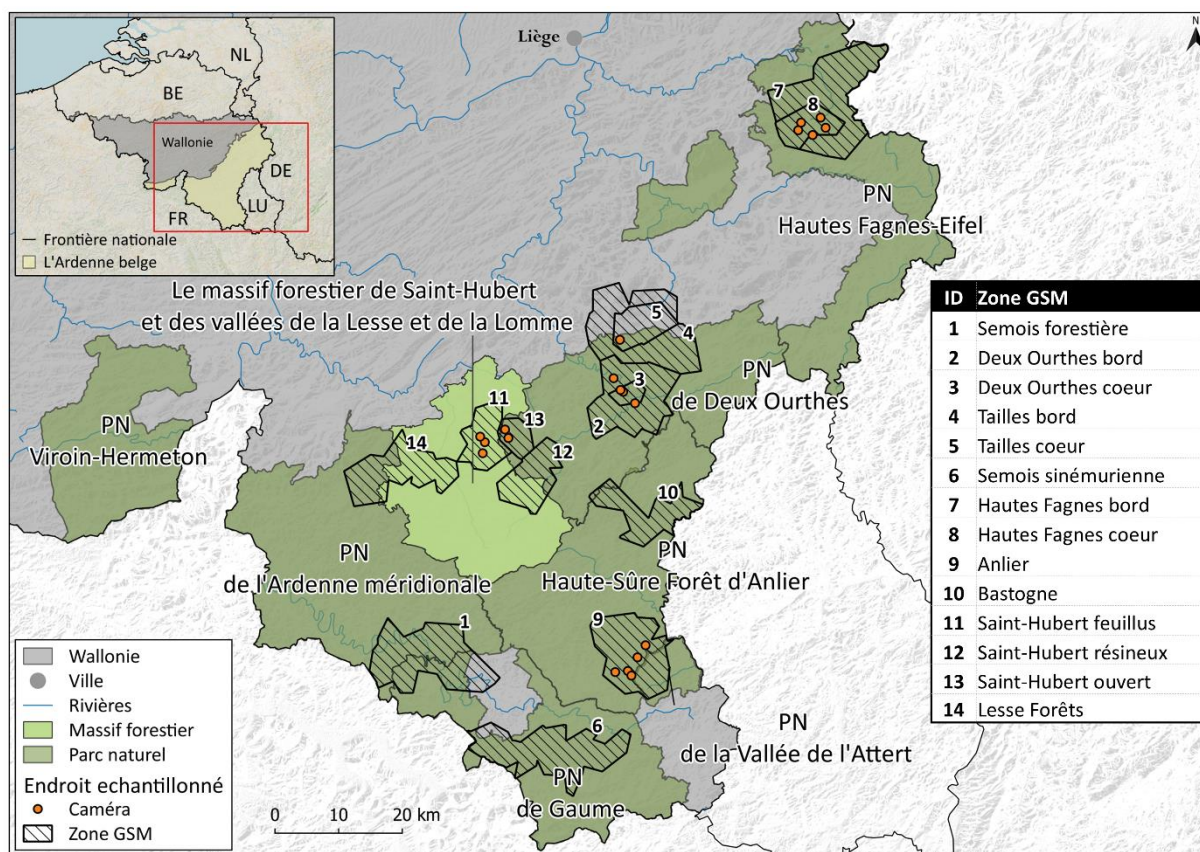 NL
BE
Wallonie
DE
FR
LU
Frontière nationale
L'Ardenne belge
Liège
N
7
8
PN
Hautes Fagnes-Eifel
Le massif forestier de Saint-Hubert
et des vallées de la Lesse et de la Lomme
5
4
3
2
PN
de Deux Ourthes
PN
Viroin-Hermeton
11
13
14
12
10
PN
de l'Ardenne méridionale
PN
Haute-Sûre Forêt d'Anlier
1
9
6
PN
de la Vallée de l'Attert
PN
de Gaume
ID Zone GSM
1 Semois forestière
2 Deux Ourthes bord
3 Deux Ourthes coeur
4 Tailles bord
5 Tailles coeur
6 Semois sinémurienne
7 Hautes Fagnes bord
8 Hautes Fagnes coeur
9 Anlier
10 Bastogne
11 Saint-Hubert feuillus
12 Saint-Hubert résineux
13 Saint-Hubert ouvert
14 Lesse Forêts
Wallonie
Ville
Rivières
Massif forestier
Parc naturel
Endroit echantillonné
Caméra
Zone GSM
0 10 20 km